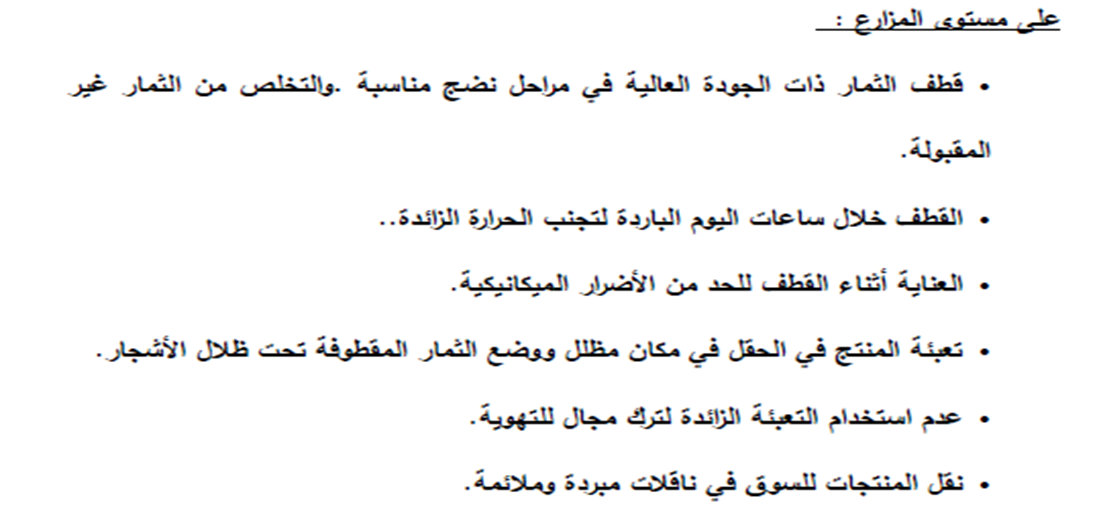 على مستوى المزارع :
• قطف الثمار ذات الجودة العالية في مراحل نضج مناسبة .والتخلص من الثمار غير
المقبولة.
• القطف خلال ساعات اليوم الباردة لتجنب الحرارة الزائدة..
• العناية أثناء القطف للحد من الأضرار الميكانيكية.
• تعبئة المنتج في الحقل في مكان مظلل ووضع الثمار المقطوفة تحت ظلال الأشجار.
• عدم استخدام التعبئة الزائدة لترك مجال للتهوية.
• نقل المنتجات للسوق في ناقلات مبردة وملائمة.